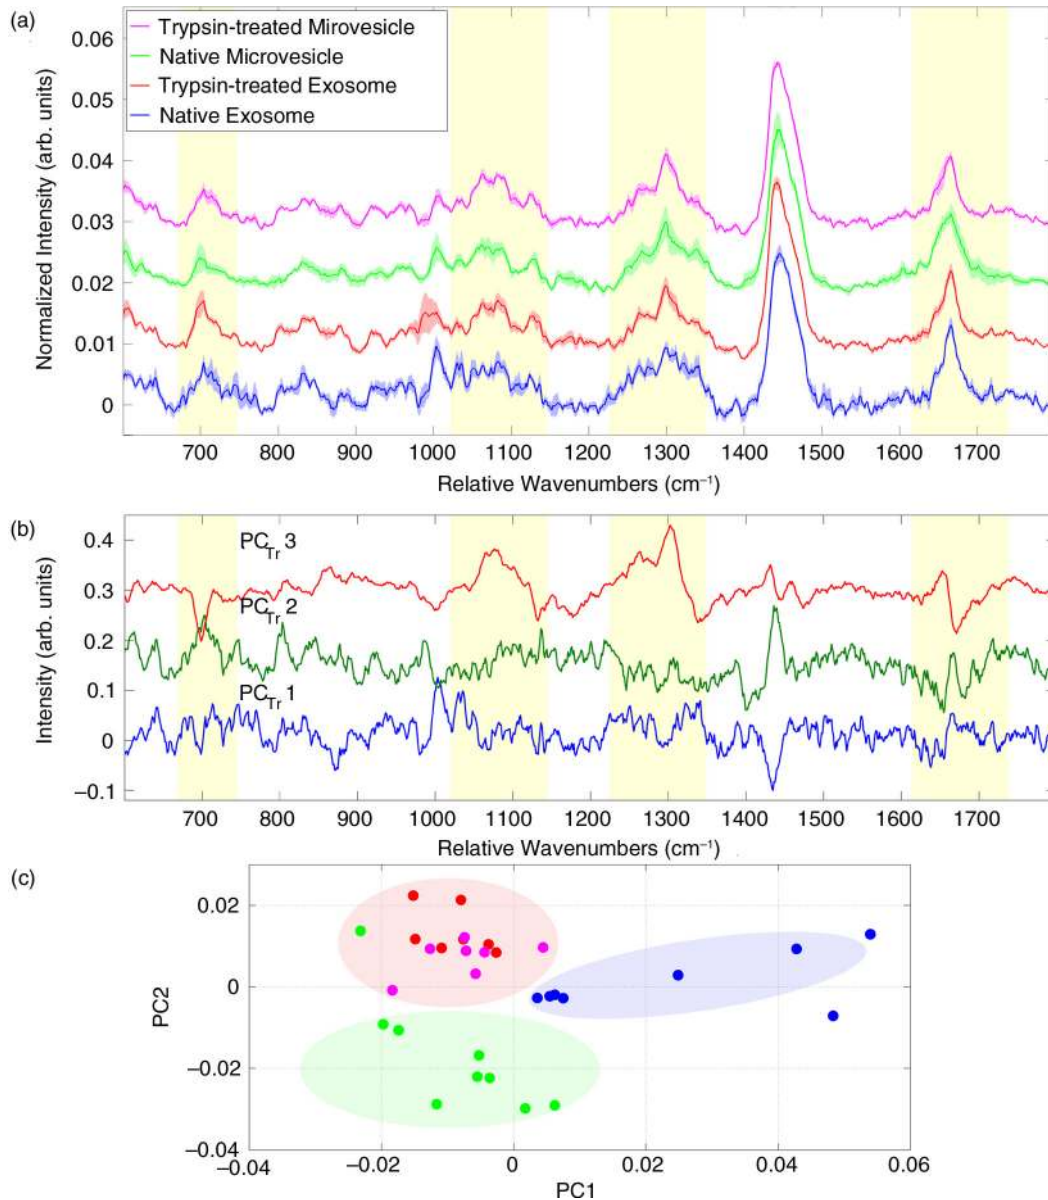 (a)
Trypsin-treated Mirovesicle
Native Microvesicle
Trypsin-treated Exosome
Native Exosome
Normalized Intensity (arb. units)
0.06
0.05
0.04
0.03
0.02
0.01
0
700 800 900 1000 1100 1200 1300 1400 1500 1600 1700
Relative Wavenumbers (cm⁻¹)
(b)
Intensity (arb. units)
0.4
0.3
0.2
0.1
0
−0.1
PC_Tr 3
PC_Tr 2
PC_Tr 1
700 800 900 1000 1100 1200 1300 1400 1500 1600 1700
Relative Wavenumbers (cm⁻¹)
(c)
PC2
0.02
0
−0.02
−0.04
−0.04 −0.02 0 0.02 0.04 0.06
PC1